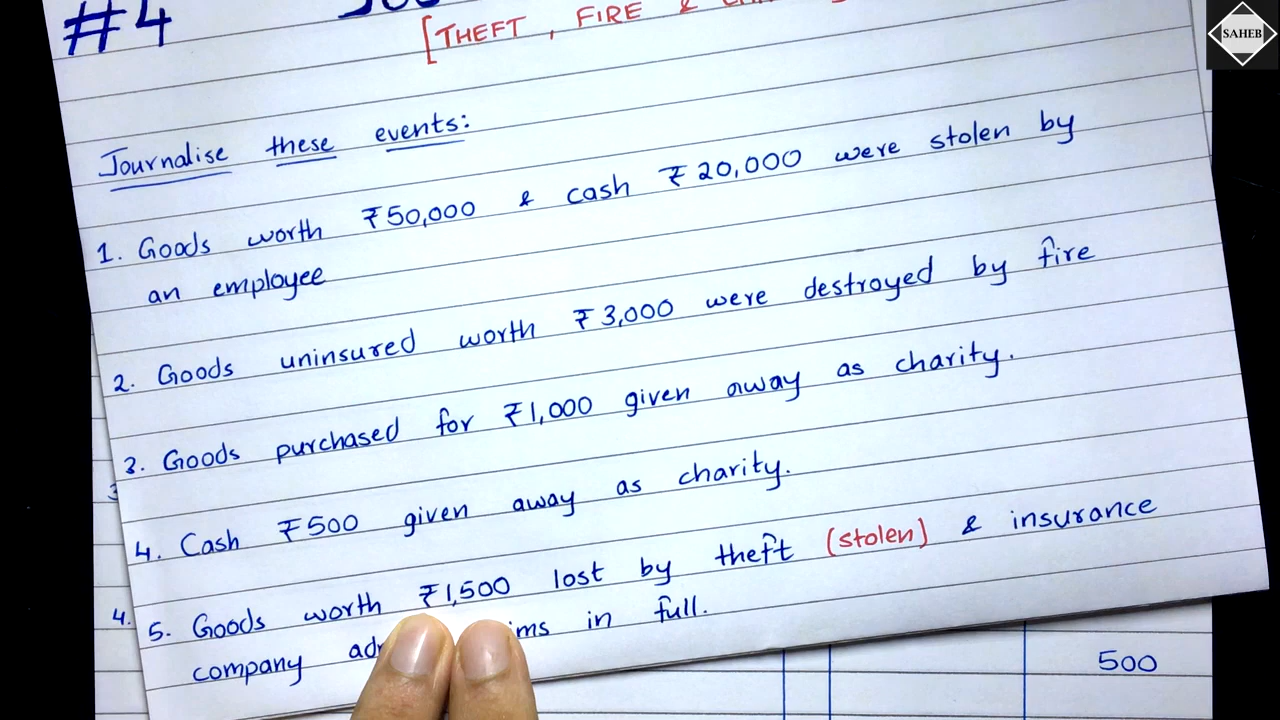 #4
[THEFT, FIRE &
SAHEB
Journalise these events:
1. Goods worth ₹50,000 & cash ₹20,000 were stolen by
an employee
2. Goods uninsured worth ₹3,000 were destroyed by fire
3. Goods purchased for ₹1,000 given away as charity.
4. Cash ₹500 given away as charity.
5. Goods worth ₹1,500 lost by theft (stolen) & insurance
company in full.
4.
500